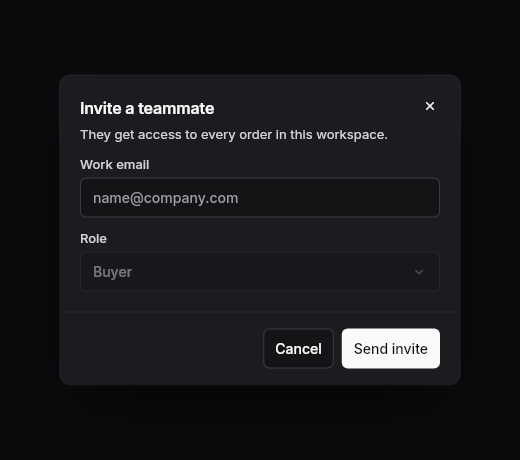 Invite a teammate
They get access to every order in this workspace.
Work email
name@company.com
Role
Buyer
Cancel
Send invite